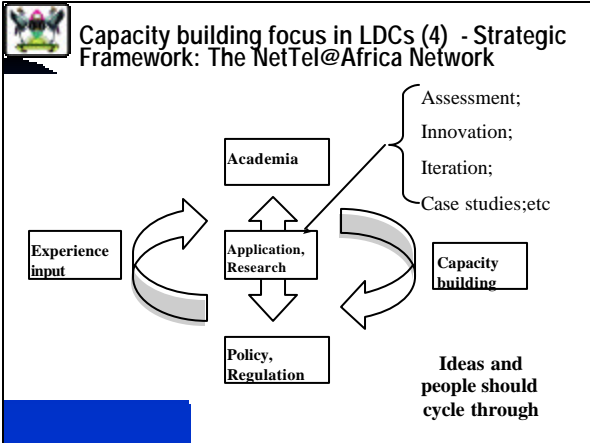 Capacity building focus in LDCs (4) - Strategic
Framework: The NetTel@Africa Network
Assessment;
Innovation;
Iteration;
Case studies;etc
Academia
Experience
input
Application,
Research
Capacity
building
Policy,
Regulation
Ideas and
people should
cycle through